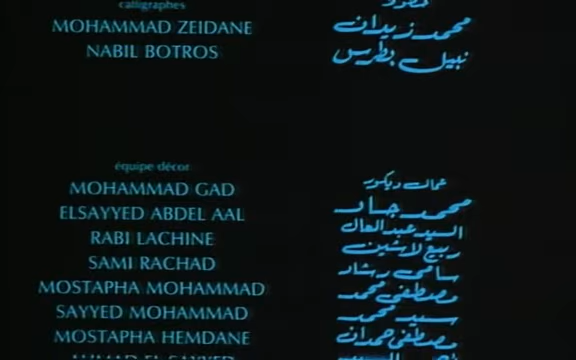 calligraphes
MOHAMMAD ZEIDANE
محمد زيدان
NABIL BOTROS
نبيل بطرس
équipe décor
عمال ديكور
MOHAMMAD GAD
محمد جاد
ELSAYYED ABDEL AAL
السيد عبد العال
RABI LACHINE
ربيع لاشين
SAMI RACHAD
سامى رشاد
MOSTAPHA MOHAMMAD
مصطفى محمد
SAYYED MOHAMMAD
سيد محمد
MOSTAPHA HEMDANE
مصطفى حمدان